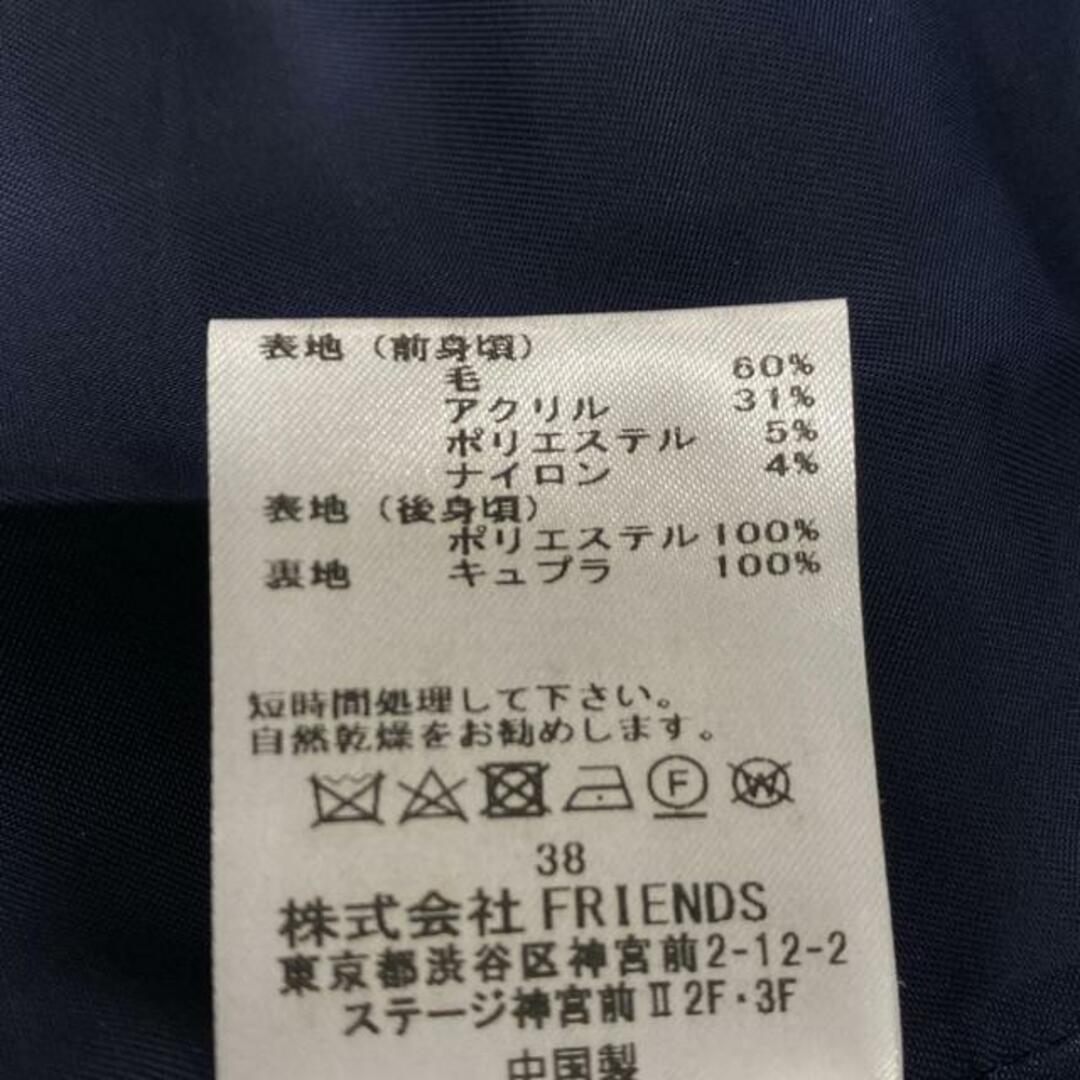 表地（前身頃）
毛 60%
アクリル 31%
ポリエステル 5%
ナイロン 4%
表地（後身頃）
ポリエステル 100%
裏地 キュプラ 100%
短時間処理して下さい。
自然乾燥をお勧めします。
F W
38
株式会社 FRIENDS
東京都渋谷区神宮前2-12-2
ステージ神宮前Ⅱ2F・3F
中国製